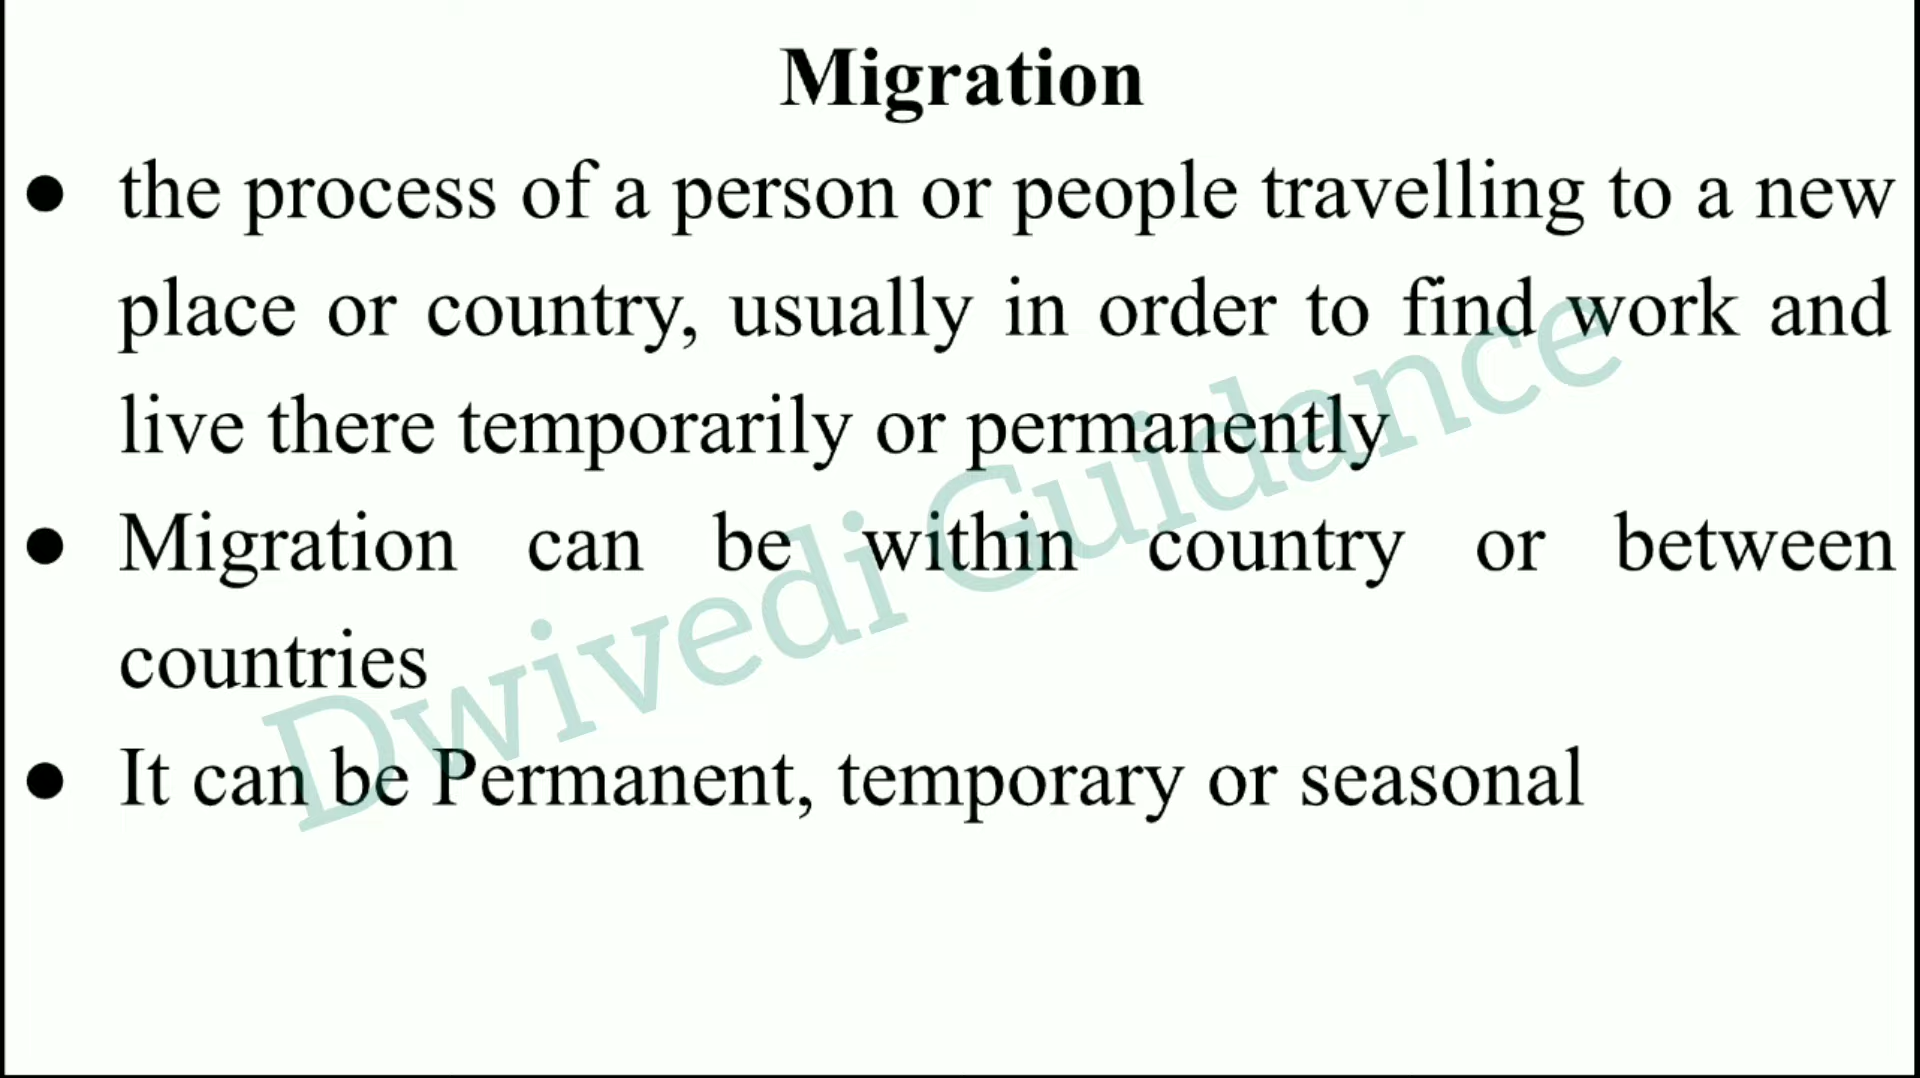 Migration
● the process of a person or people travelling to a new
place or country, usually in order to find work and
live there temporarily or permanently
● Migration can be within country or between
countries
● It can be Permanent, temporary or seasonal
Dwivedi Guidance